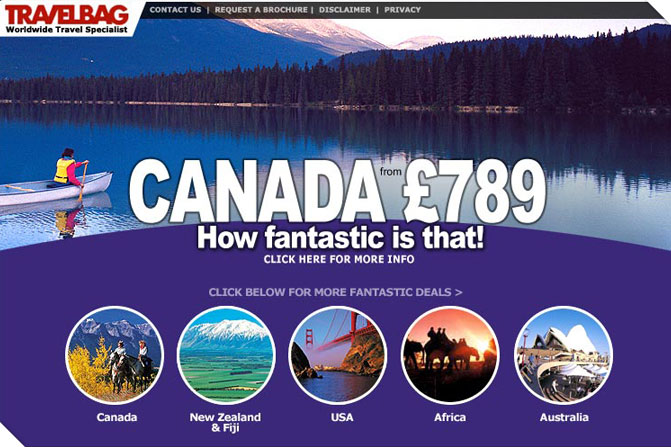 TRAVELBAG
Worldwide Travel Specialist
CONTACT US | REQUEST A BROCHURE | DISCLAIMER | PRIVACY
CANADA from £789
How fantastic is that!
CLICK HERE FOR MORE INFO
CLICK BELOW FOR MORE FANTASTIC DEALS >
Canada
New Zealand
& Fiji
USA
Africa
Australia